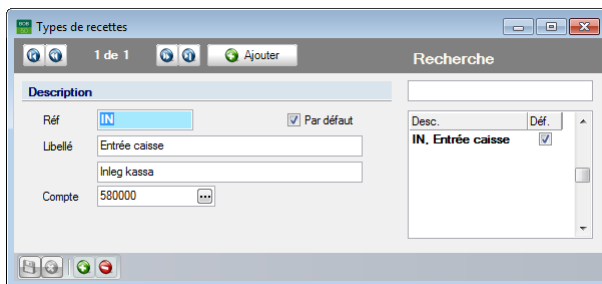 Types de recettes
1 de 1
Ajouter
Recherche
Description
Réf
IN
Par défaut
Libellé
Entrée caisse
Inleg kassa
Compte
580000
...
Desc.
Déf.
IN, Entrée caisse